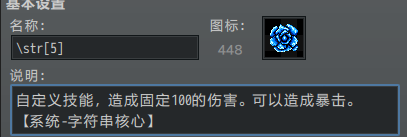 基本设置
名称:
图标:
\str[5]
448
说明:
自定义技能，造成固定100的伤害。可以造成暴击。
【系统-字符串核心】